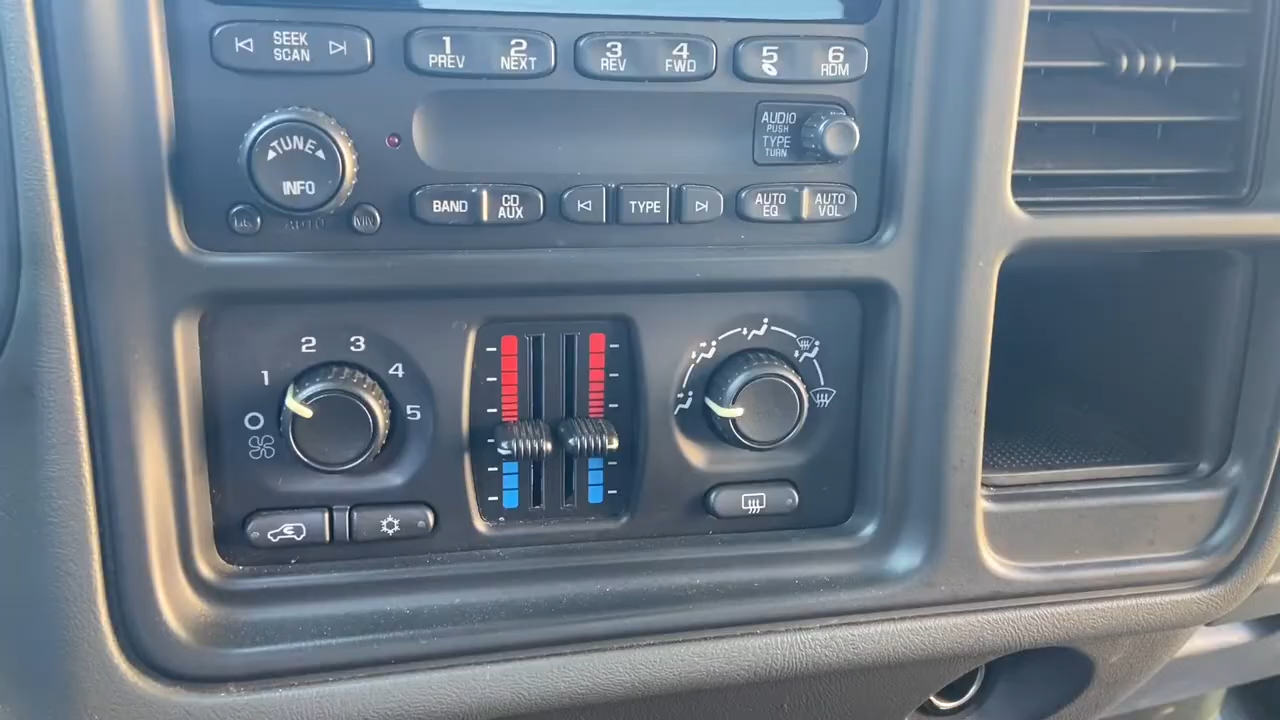 SEEK
SCAN
1
PREV
2
NEXT
3
REV
4
FWD
5
6
RDM
TUNE
INFO
AUDIO
PUSH
TYPE
TURN
BAND
CD
AUX
TYPE
AUTO
EQ
AUTO
VOL
AUTO
O
1
2
3
4
5